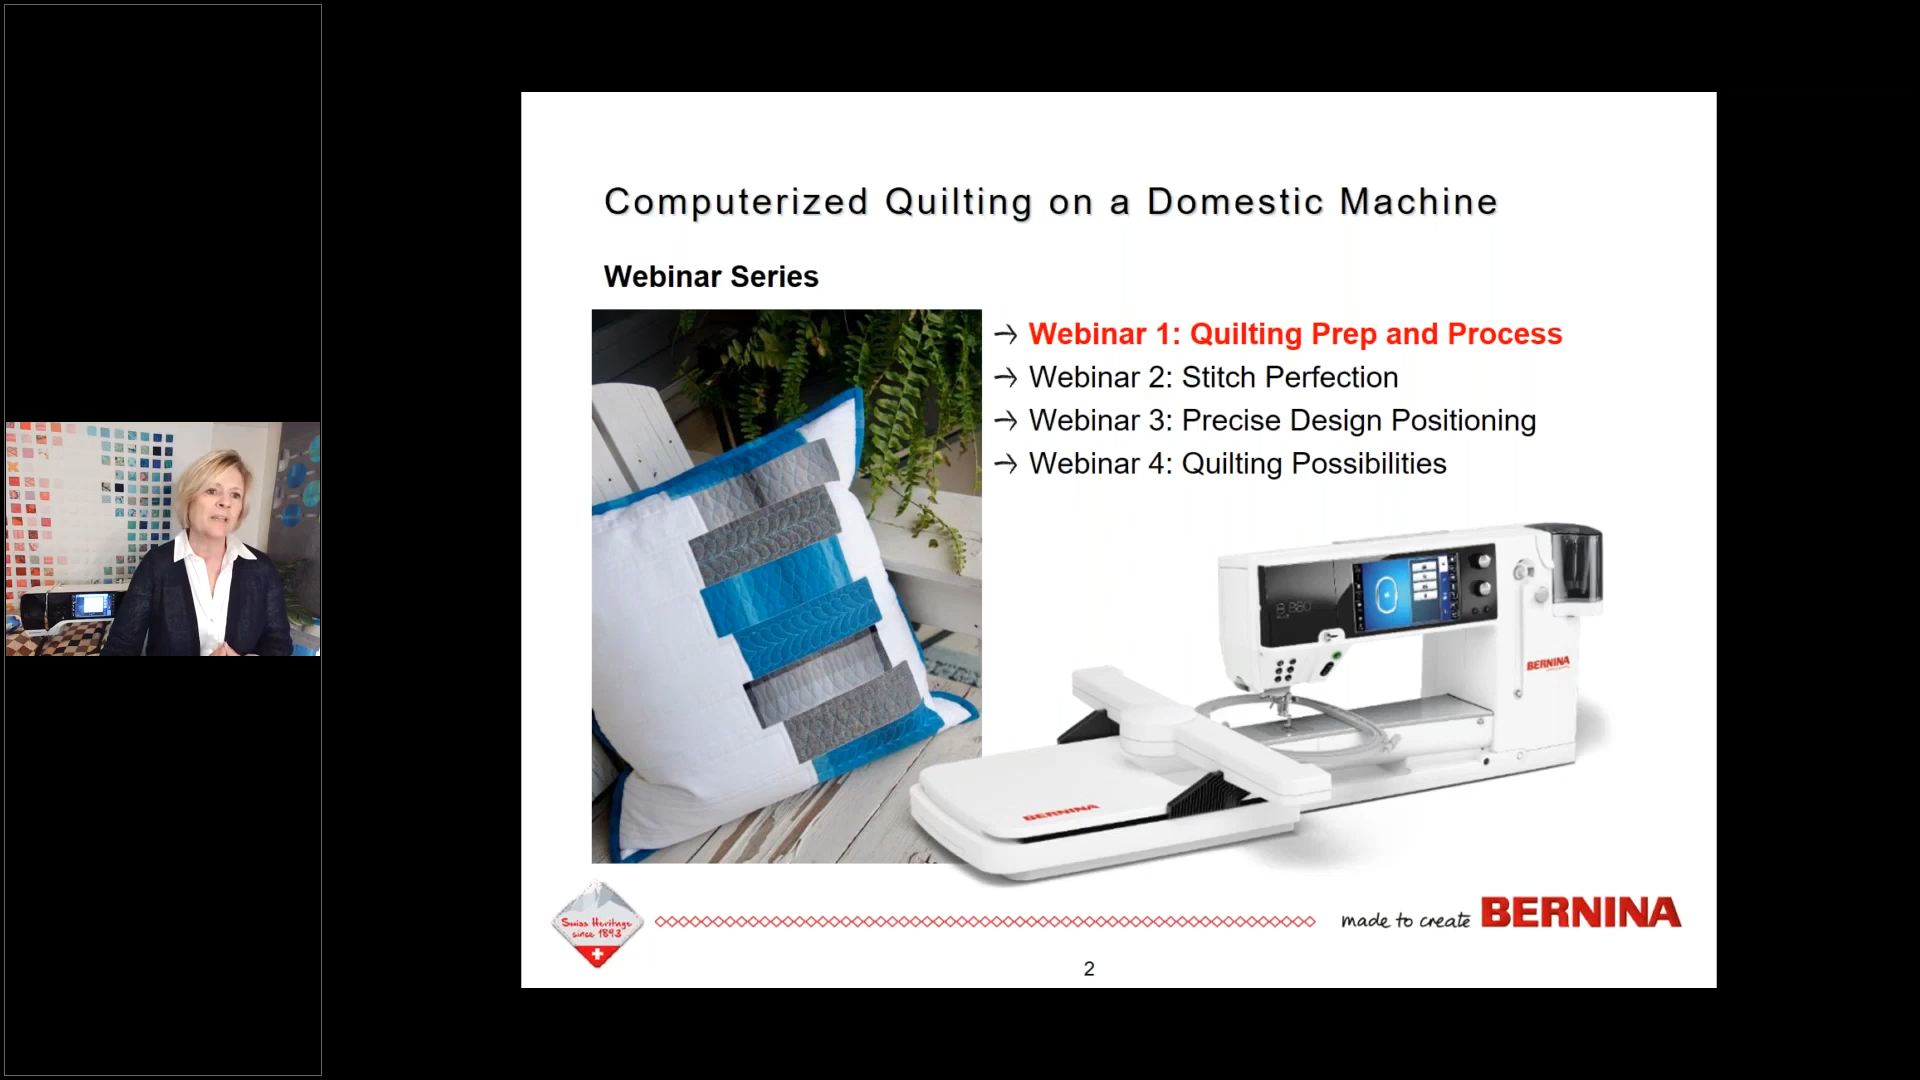 Computerized Quilting on a Domestic Machine
Webinar Series
→ Webinar 1: Quilting Prep and Process
→ Webinar 2: Stitch Perfection
→ Webinar 3: Precise Design Positioning
→ Webinar 4: Quilting Possibilities
B 880
BERNINA
BERNINA
Swiss Heritage
since 1893
made to create BERNINA
2